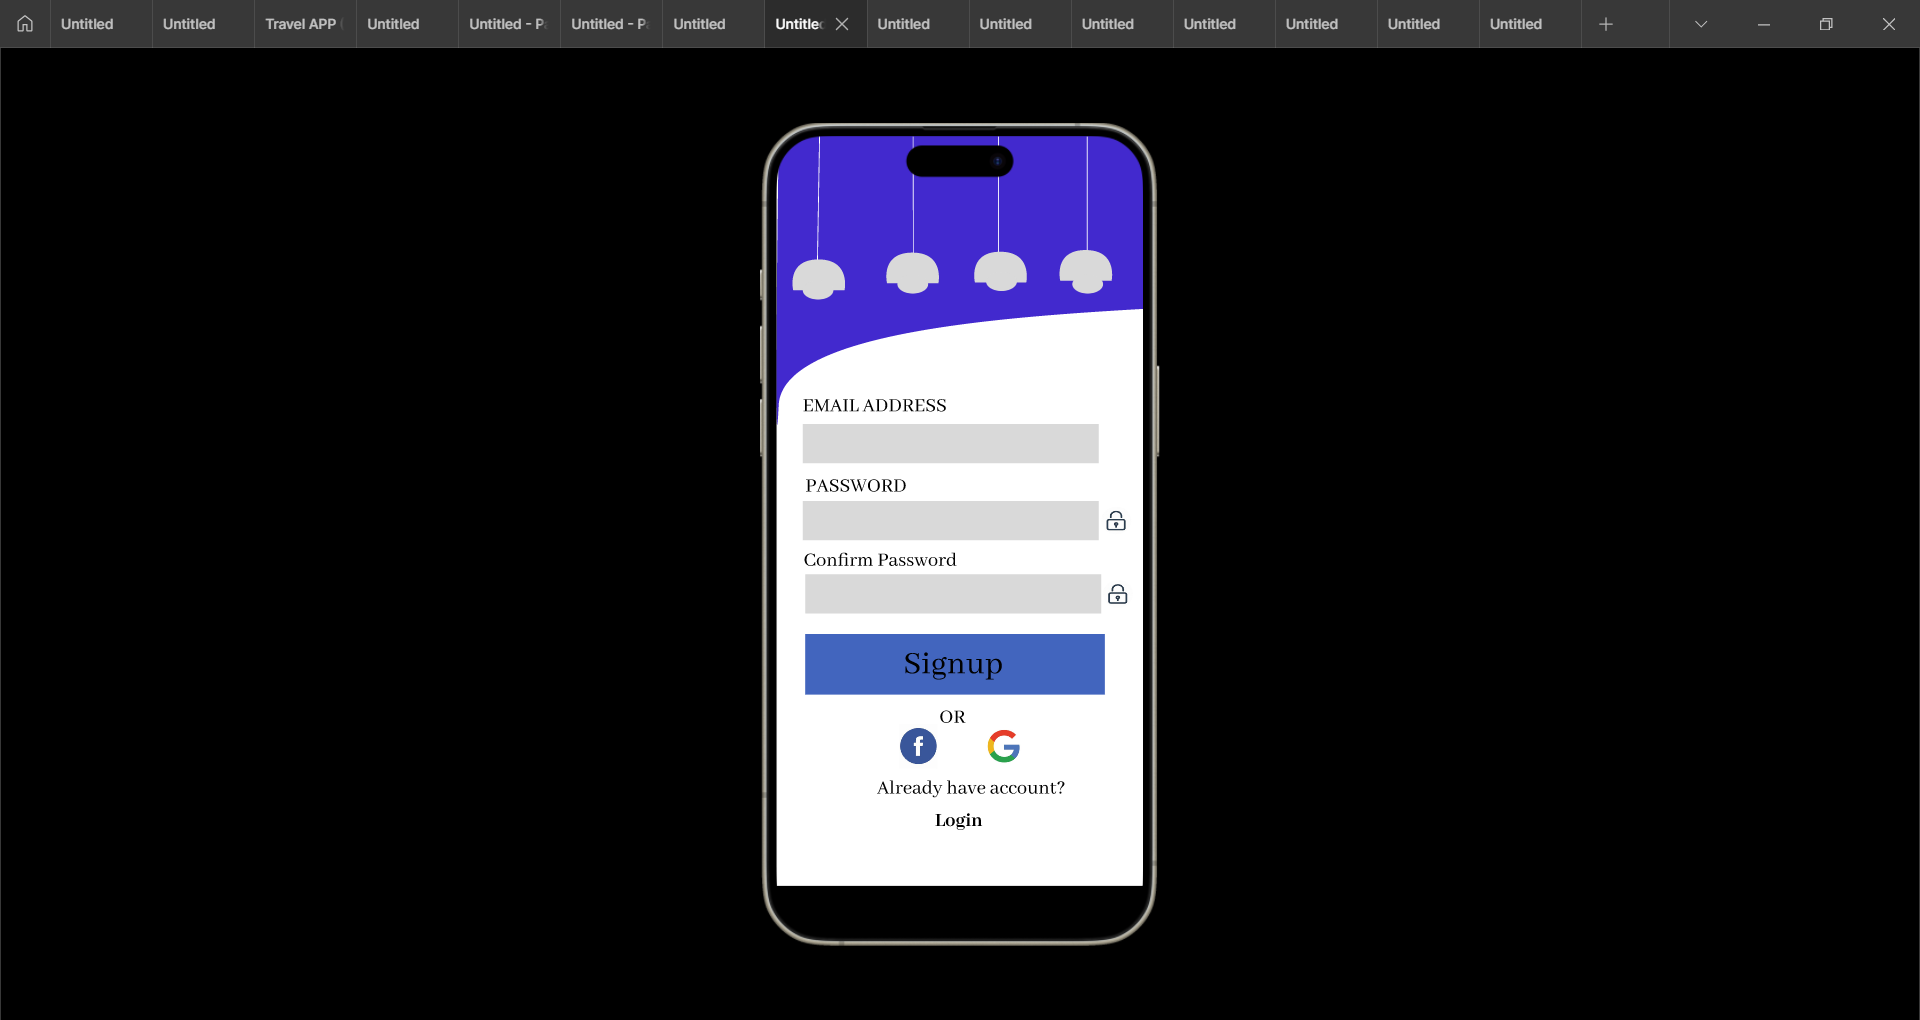 Untitled
Untitled
Travel APP
Untitled
Untitled - P
Untitled - P
Untitled
Untitle
Untitled
Untitled
Untitled
Untitled
Untitled
Untitled
Untitled
EMAIL ADDRESS
PASSWORD
Confirm Password
Signup
OR
f
G
Already have account?
Login